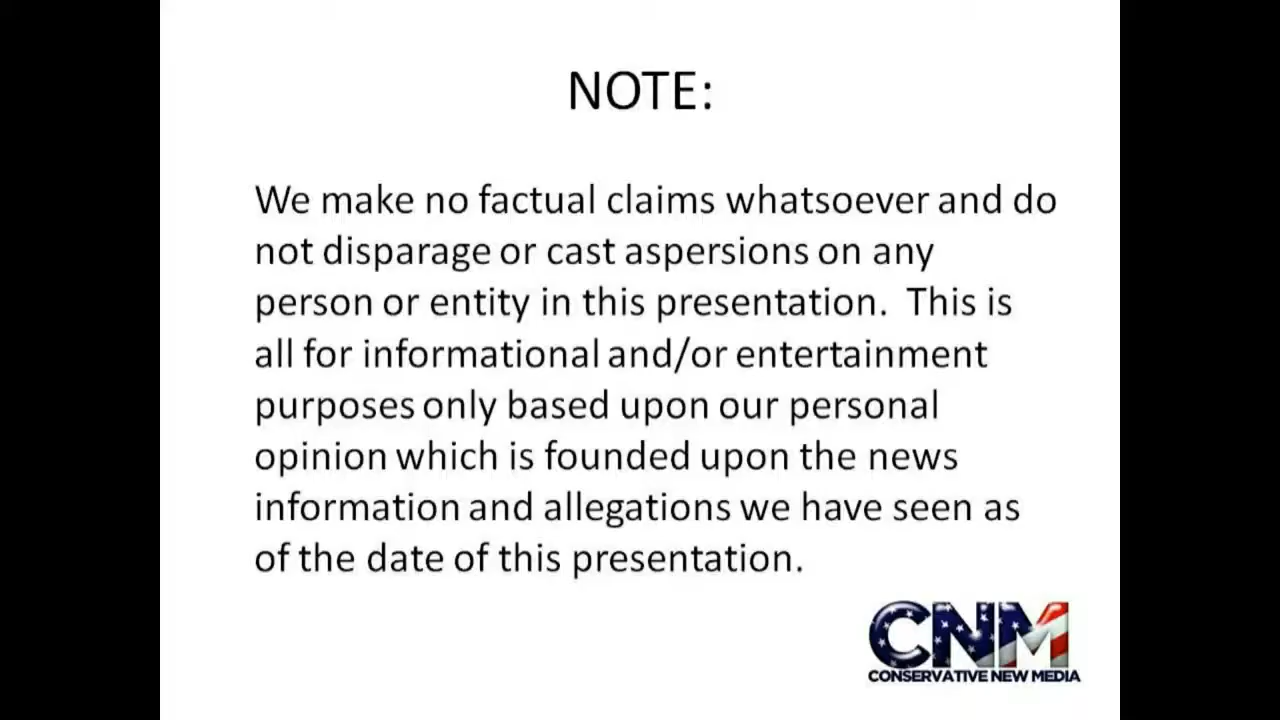 NOTE:
We make no factual claims whatsoever and do
not disparage or cast aspersions on any
person or entity in this presentation.  This is
all for informational and/or entertainment
purposes only based upon our personal
opinion which is founded upon the news
information and allegations we have seen as
of the date of this presentation.
CNM
CONSERVATIVE NEW MEDIA